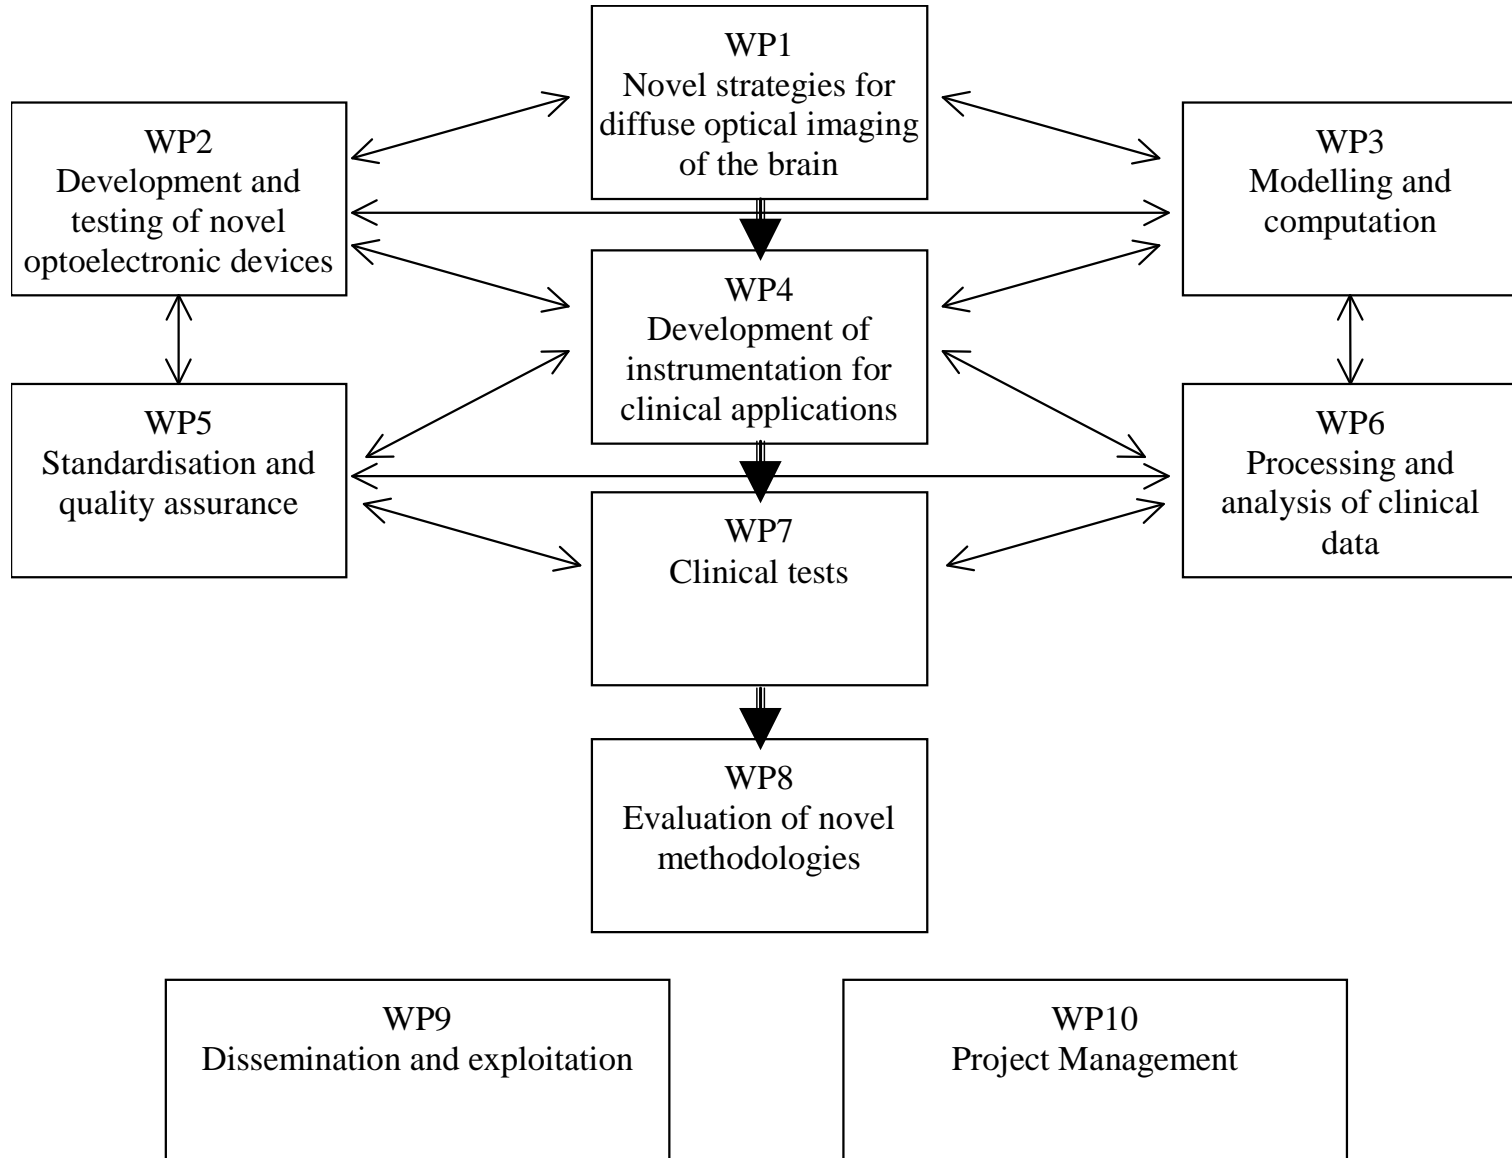 WP1
Novel strategies for
diffuse optical imaging
of the brain
WP2
Development and
testing of novel
optoelectronic devices
WP3
Modelling and
computation
WP4
Development of
instrumentation for
clinical applications
WP5
Standardisation and
quality assurance
WP6
Processing and
analysis of clinical
data
WP7
Clinical tests
WP8
Evaluation of novel
methodologies
WP9
Dissemination and exploitation
WP10
Project Management